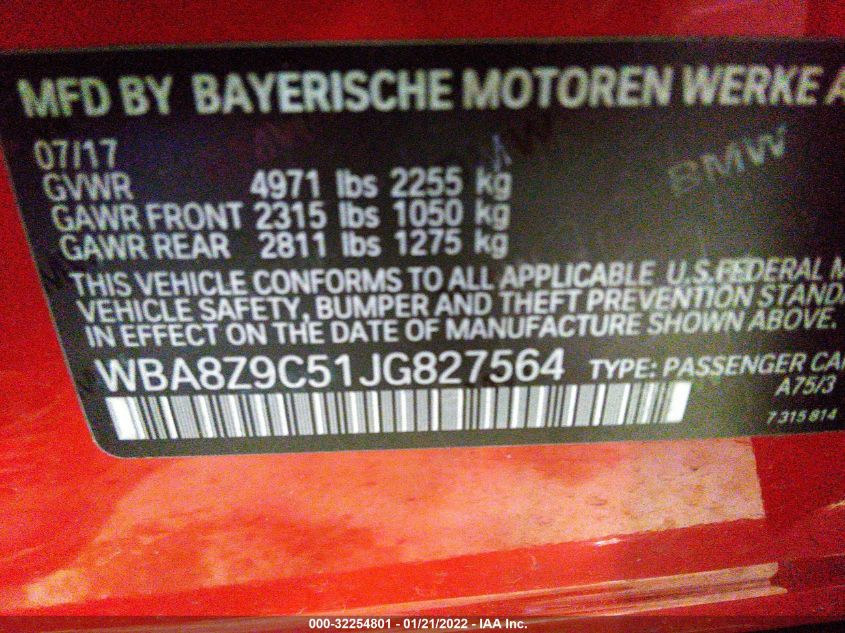 MFD BY BAYERISCHE MOTOREN WERKE A
07/17
GVWR 4971 lbs 2255 kg
GAWR FRONT 2315 lbs 1050 kg
GAWR REAR 2811 lbs 1275 kg
BMW
THIS VEHICLE CONFORMS TO ALL APPLICABLE U.S.FEDERAL M
VEHICLE SAFETY, BUMPER AND THEFT PREVENTION STANDA
IN EFFECT ON THE DATE OF MANUFACTURE SHOWN ABOVE.
WBA8Z9C51JG827564 TYPE: PASSENGER CA
A75/3
7 315 814
000-32254801 - 01/21/2022 - IAA Inc.